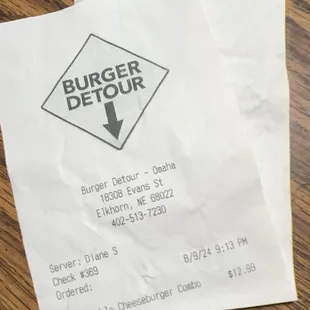 BURGER
DETOUR
Burger Detour - Omaha
18308 Evans St
Elkhorn, NE 68022
402-513-7230
Server: Diane S
Check #369
8/9/24 9:13 PM
Ordered:
Cheeseburger Combo
$12.99